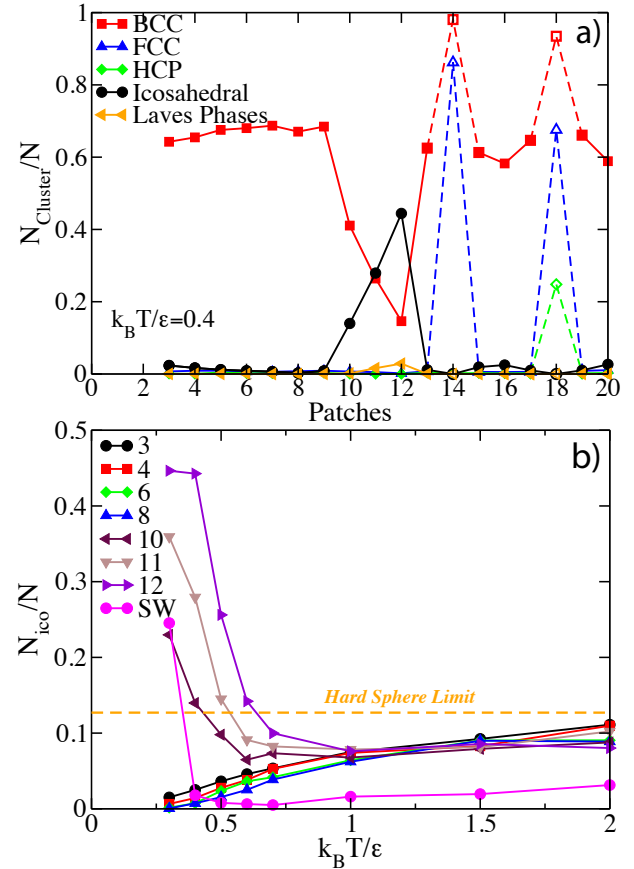 a)
BCC
FCC
HCP
Icosahedral
Laves Phases
N_Cluster/N
k_BT/ε=0.4
1
0.8
0.6
0.4
0.2
0
0 2 4 6 8 10 12 14 16 18 20
Patches
b)
3
4
6
8
10
11
12
SW
Hard Sphere Limit
N_ico/N
0.5
0.4
0.3
0.2
0.1
0
0 0.5 1 1.5 2
k_BT/ε